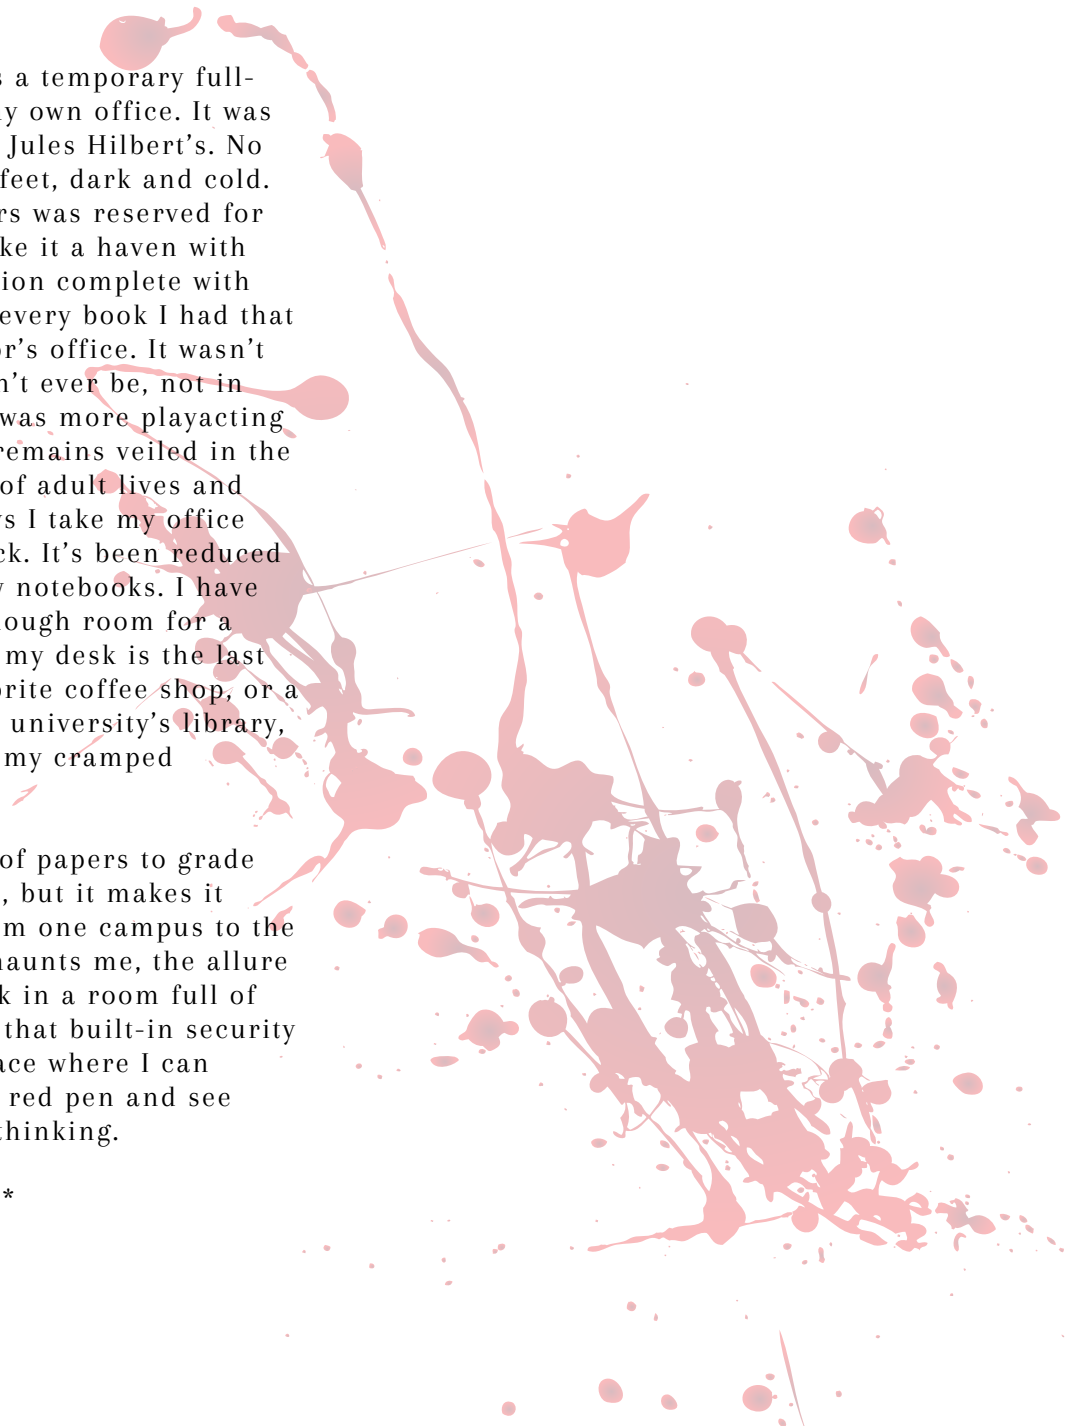 s a temporary full-
y own office. It was
Jules Hilbert’s. No
feet, dark and cold.
rs was reserved for
ke it a haven with
ion complete with
every book I had that
r’s office. It wasn’t
n’t ever be, not in
was more playacting
remains veiled in the
of adult lives and
s I take my office
ck. It’s been reduced
notebooks. I have
ough room for a
my desk is the last
rite coffee shop, or a
university’s library,
my cramped
of papers to grade
, but it makes it
m one campus to the
haunts me, the allure
k in a room full of
that built-in security
ace where I can
red pen and see
thinking.
*